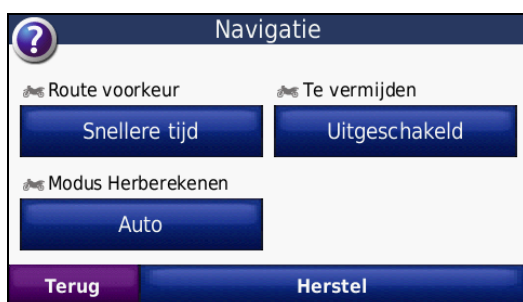 ?
Navigatie
Route voorkeur
Te vermijden
Snellere tijd
Uitgeschakeld
Modus Herberekenen
Auto
Terug
Herstel